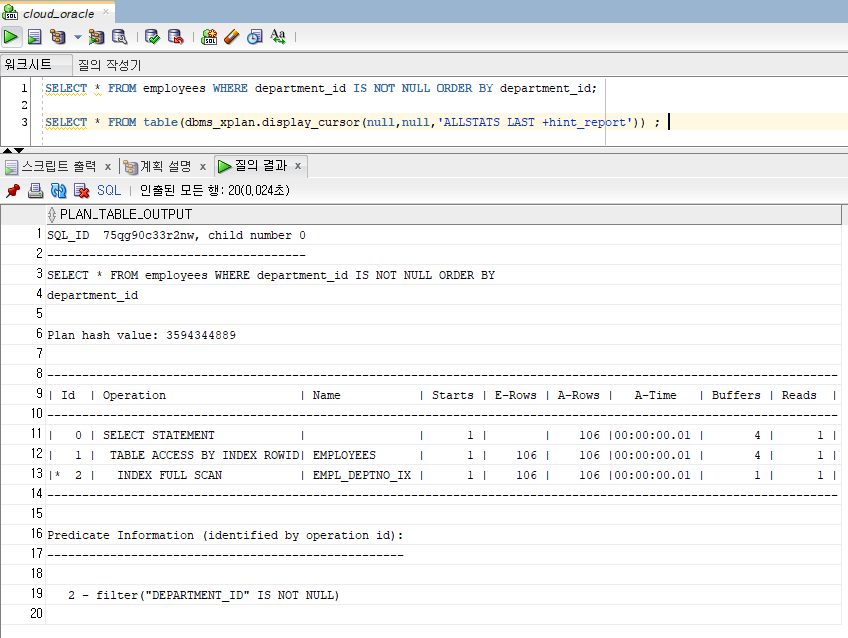 cloud_oracle
워크시트 질의 작성기
1 SELECT * FROM employees WHERE department_id IS NOT NULL ORDER BY department_id;
2
3 SELECT * FROM table(dbms_xplan.display_cursor(null,null,'ALLSTATS LAST +hint_report')) ;
스크립트 출력 x 계획 설명 x 질의 결과 x
SQL | 인출된 모든 행: 20(0,024초)
PLAN_TABLE_OUTPUT
1 SQL_ID  75qg90c33r2nw, child number 0
2 -------------------------------------
3 SELECT * FROM employees WHERE department_id IS NOT NULL ORDER BY
4 department_id
5
6 Plan hash value: 3594344889
7
8 -----------------------------------------------------------------------------------------------------------------
9 | Id  | Operation                   | Name           | Starts | E-Rows | A-Rows |   A-Time   | Buffers | Reads  |
10 -----------------------------------------------------------------------------------------------------------------
11 |   0 | SELECT STATEMENT            |                |      1 |        |    106 |00:00:00.01 |       4 |      1 |
12 |   1 |  TABLE ACCESS BY INDEX ROWID| EMPLOYEES      |      1 |    106 |    106 |00:00:00.01 |       4 |      1 |
13 |*  2 |   INDEX FULL SCAN           | EMPL_DEPTNO_IX |      1 |    106 |    106 |00:00:00.01 |       1 |      1 |
14 -----------------------------------------------------------------------------------------------------------------
15
16 Predicate Information (identified by operation id):
17 ---------------------------------------------------
18
19    2 - filter("DEPARTMENT_ID" IS NOT NULL)
20